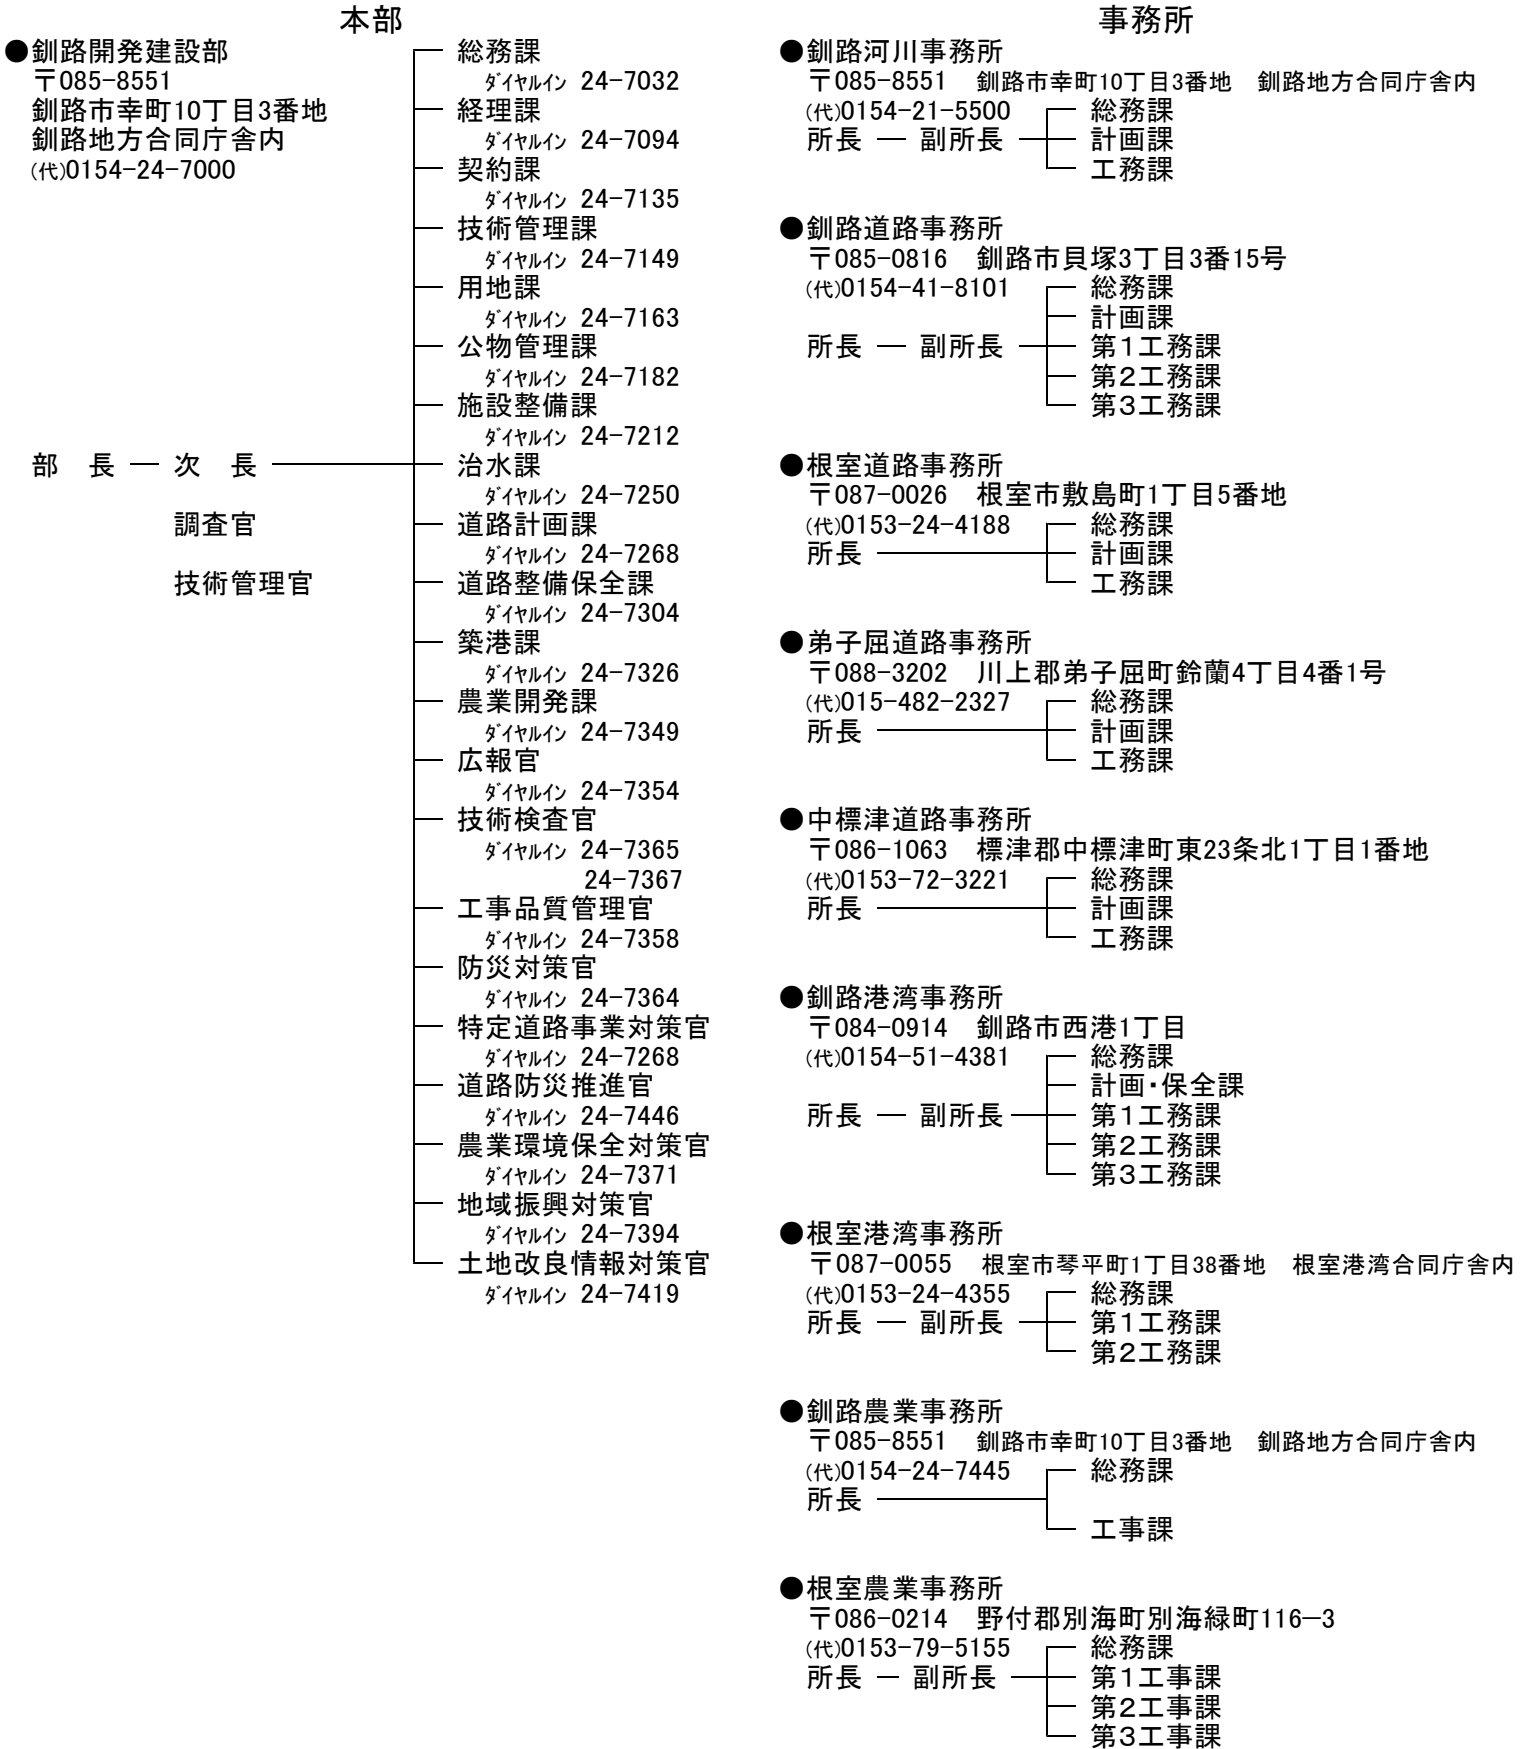 本部
●釧路開発建設部
〒085-8551
釧路市幸町10丁目3番地
釧路地方合同庁舎内
(代)0154-24-7000
部　長 ― 次　長
調査官
技術管理官
総務課
ﾀﾞｲﾔﾙｲﾝ 24-7032
経理課
ﾀﾞｲﾔﾙｲﾝ 24-7094
契約課
ﾀﾞｲﾔﾙｲﾝ 24-7135
技術管理課
ﾀﾞｲﾔﾙｲﾝ 24-7149
用地課
ﾀﾞｲﾔﾙｲﾝ 24-7163
公物管理課
ﾀﾞｲﾔﾙｲﾝ 24-7182
施設整備課
ﾀﾞｲﾔﾙｲﾝ 24-7212
治水課
ﾀﾞｲﾔﾙｲﾝ 24-7250
道路計画課
ﾀﾞｲﾔﾙｲﾝ 24-7268
道路整備保全課
ﾀﾞｲﾔﾙｲﾝ 24-7304
築港課
ﾀﾞｲﾔﾙｲﾝ 24-7326
農業開発課
ﾀﾞｲﾔﾙｲﾝ 24-7349
広報官
ﾀﾞｲﾔﾙｲﾝ 24-7354
技術検査官
ﾀﾞｲﾔﾙｲﾝ 24-7365
24-7367
工事品質管理官
ﾀﾞｲﾔﾙｲﾝ 24-7358
防災対策官
ﾀﾞｲﾔﾙｲﾝ 24-7364
特定道路事業対策官
ﾀﾞｲﾔﾙｲﾝ 24-7268
道路防災推進官
ﾀﾞｲﾔﾙｲﾝ 24-7446
農業環境保全対策官
ﾀﾞｲﾔﾙｲﾝ 24-7371
地域振興対策官
ﾀﾞｲﾔﾙｲﾝ 24-7394
土地改良情報対策官
ﾀﾞｲﾔﾙｲﾝ 24-7419
事務所
●釧路河川事務所
〒085-8551　釧路市幸町10丁目3番地　釧路地方合同庁舎内
(代)0154-21-5500　総務課
所長 ― 副所長　計画課
工務課
●釧路道路事務所
〒085-0816　釧路市貝塚3丁目3番15号
(代)0154-41-8101　総務課
計画課
所長 ― 副所長　第１工務課
第２工務課
第３工務課
●根室道路事務所
〒087-0026　根室市敷島町1丁目5番地
(代)0153-24-4188　総務課
所長　計画課
工務課
●弟子屈道路事務所
〒088-3202　川上郡弟子屈町鈴蘭4丁目4番1号
(代)015-482-2327　総務課
所長　計画課
工務課
●中標津道路事務所
〒086-1063　標津郡中標津町東23条北1丁目1番地
(代)0153-72-3221　総務課
所長　計画課
工務課
●釧路港湾事務所
〒084-0914　釧路市西港1丁目
(代)0154-51-4381　総務課
計画・保全課
所長 ― 副所長　第１工務課
第２工務課
第３工務課
●根室港湾事務所
〒087-0055　根室市琴平町1丁目38番地　根室港湾合同庁舎内
(代)0153-24-4355　総務課
所長 ― 副所長　第１工務課
第２工務課
●釧路農業事務所
〒085-8551　釧路市幸町10丁目3番地　釧路地方合同庁舎内
(代)0154-24-7445　総務課
所長
工事課
●根室農業事務所
〒086-0214　野付郡別海町別海緑町116―3
(代)0153-79-5155　総務課
所長 ― 副所長　第１工事課
第２工事課
第３工事課